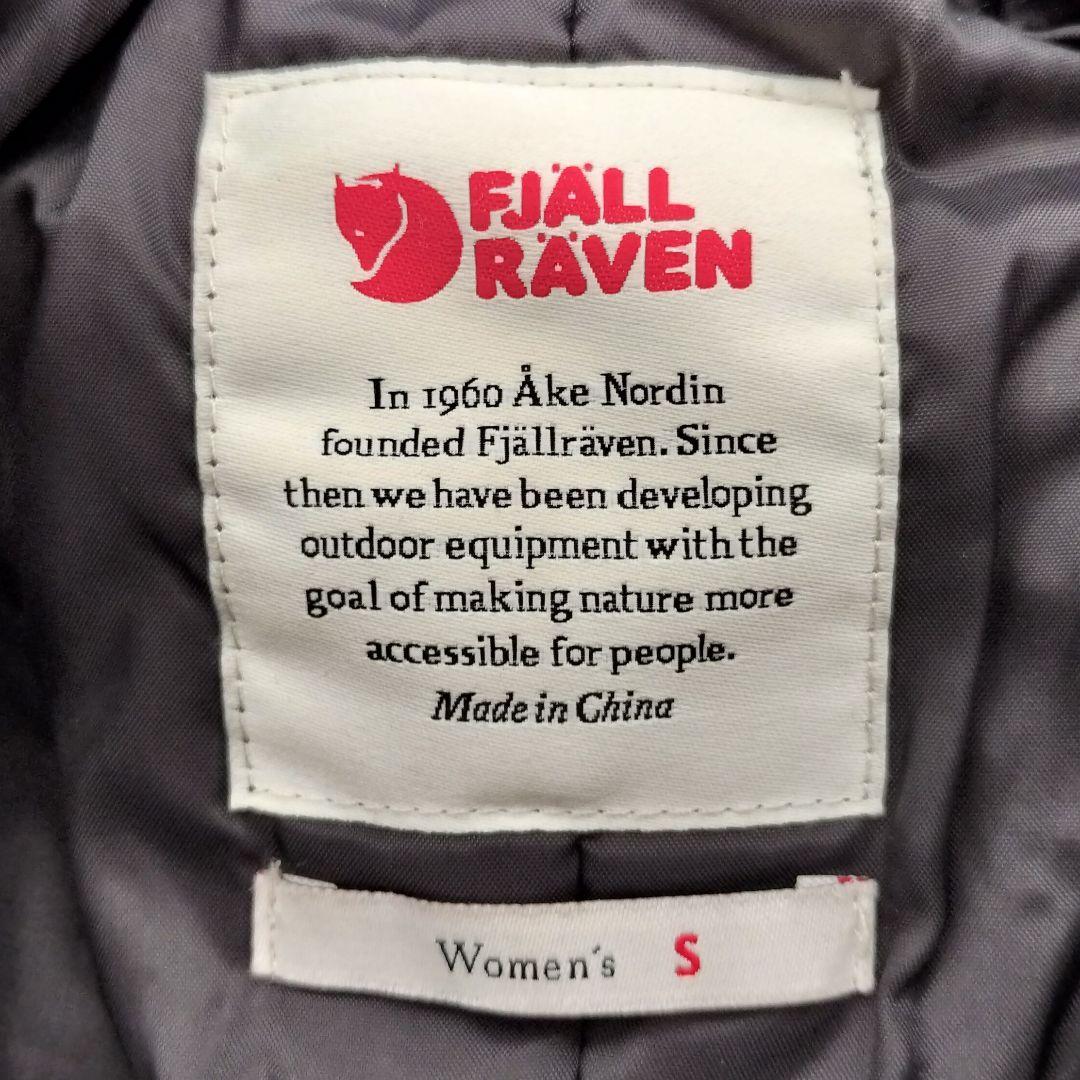 FJÄLL
RÄVEN
In 1960 Åke Nordin
founded Fjällräven. Since
then we have been developing
outdoor equipment with the
goal of making nature more
accessible for people.
Made in China
Women's S